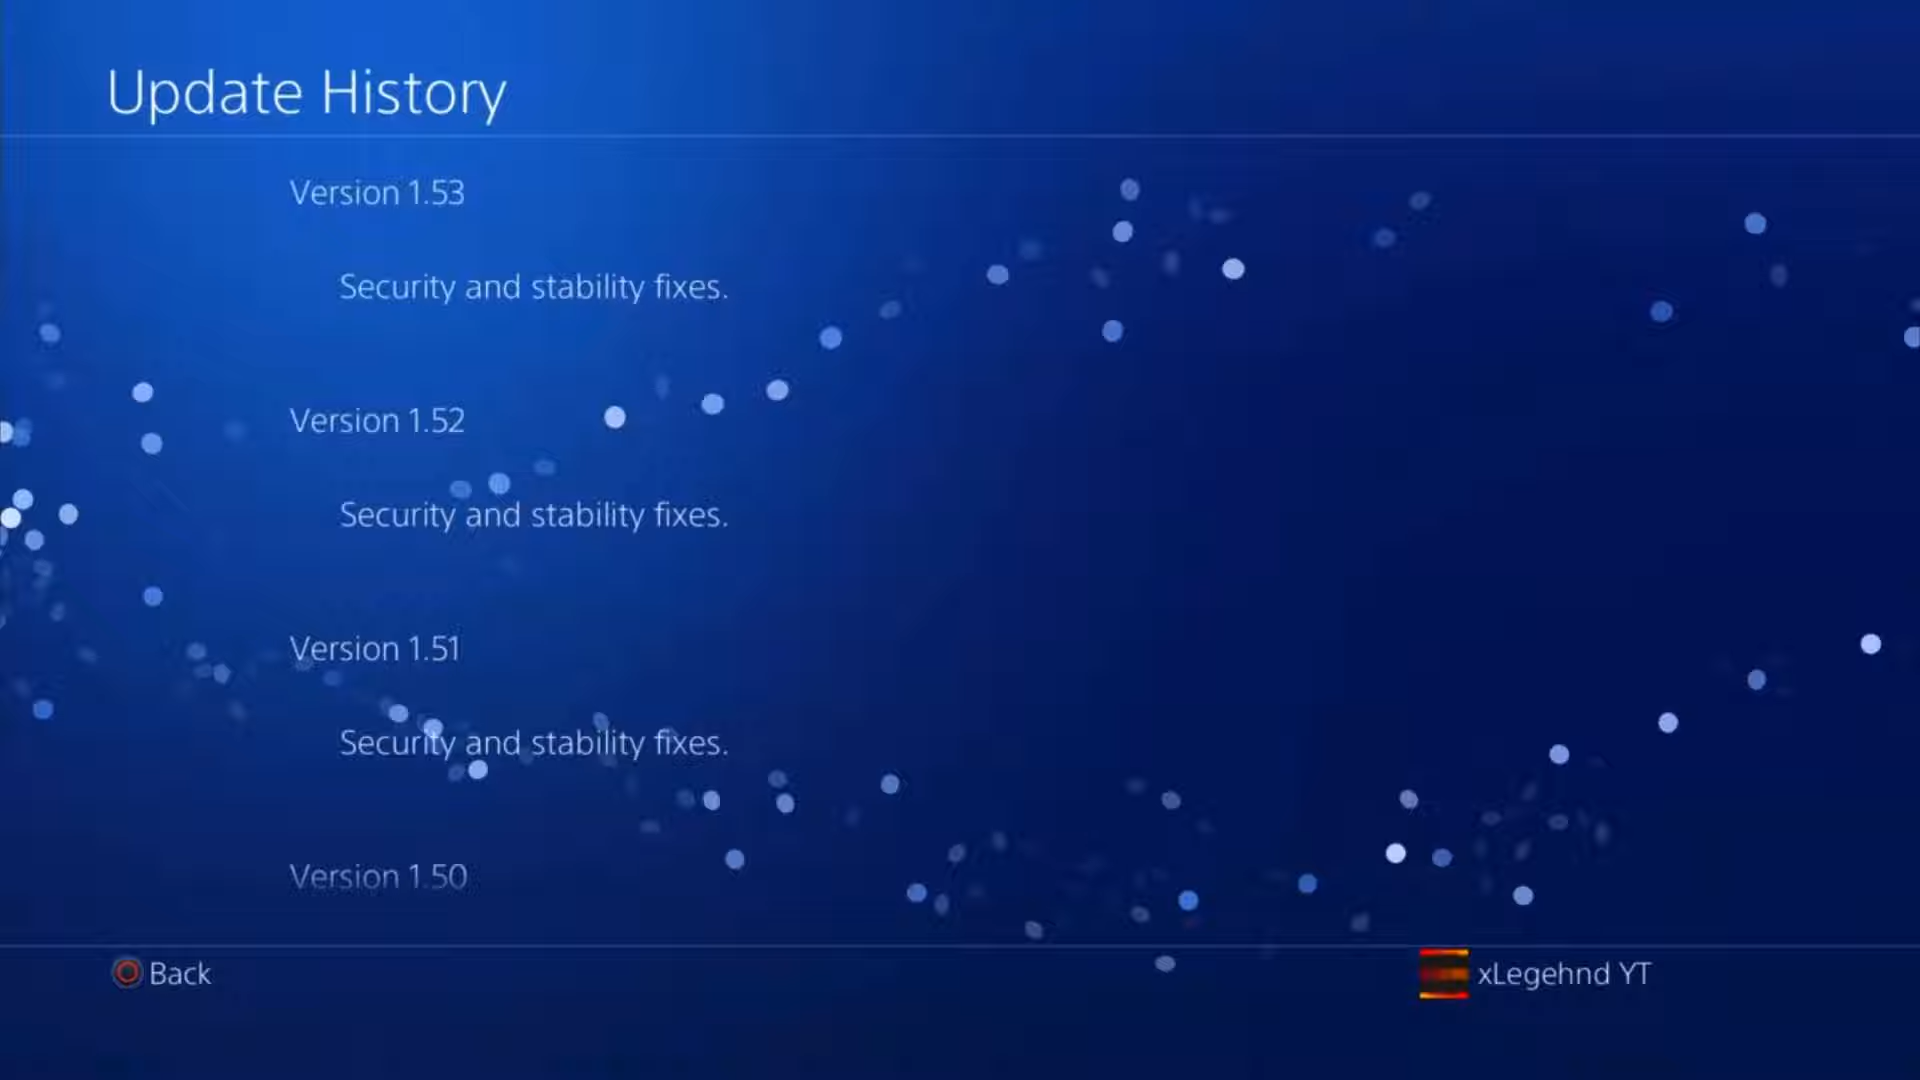 Update History
Version 1.53
Security and stability fixes.
Version 1.52
Security and stability fixes.
Version 1.51
Security and stability fixes.
Version 1.50
Back
xLegehnd YT